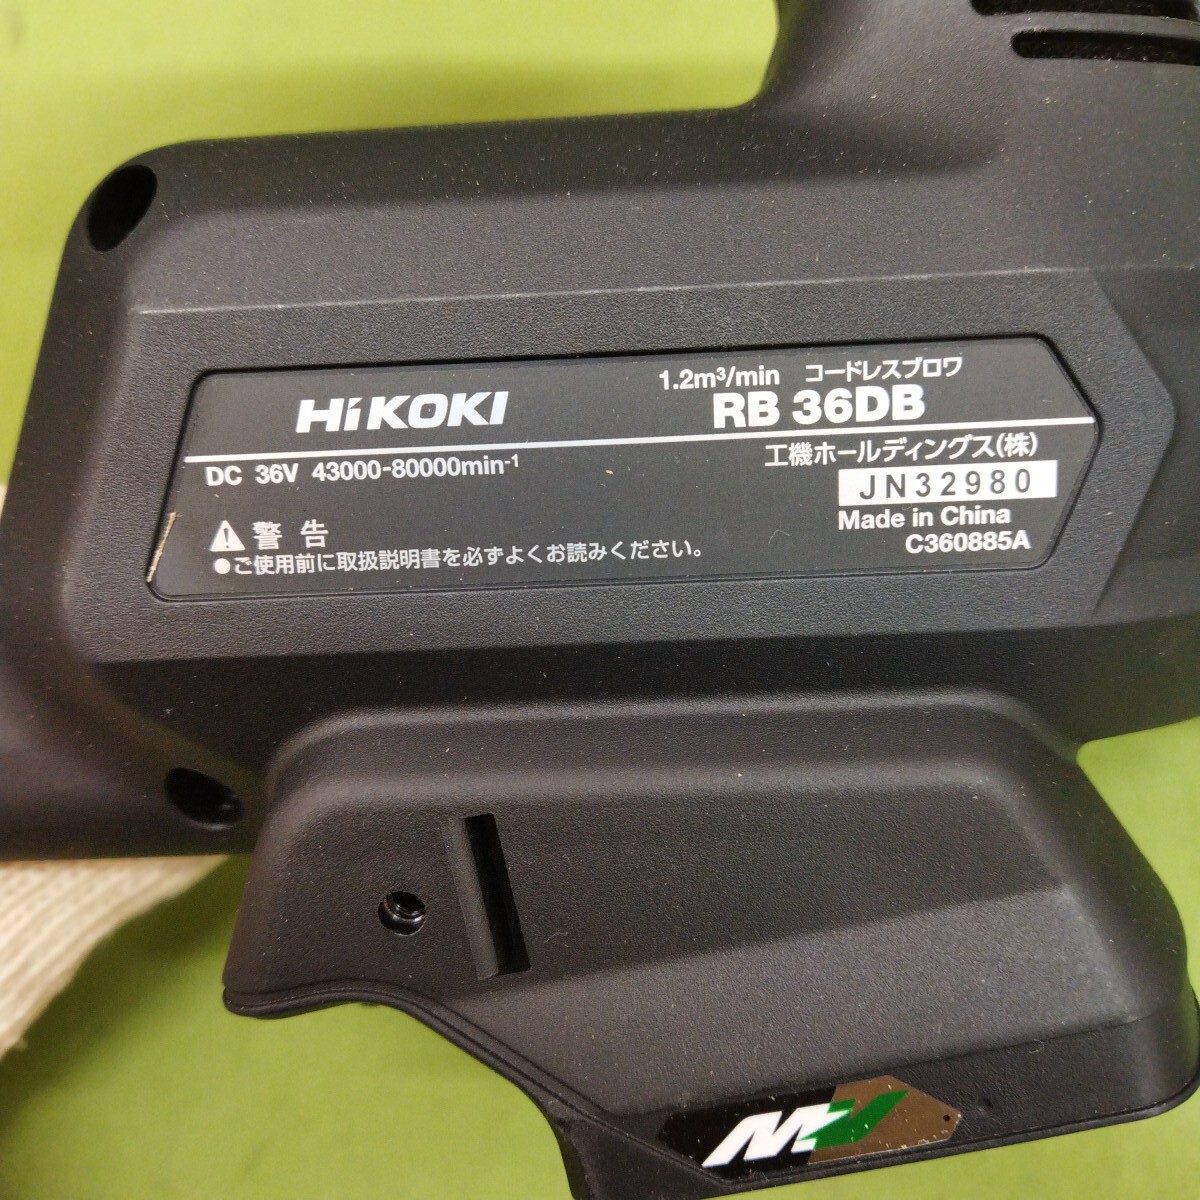 1.2m³/min コードレスブロワ
HiKOKI RB 36DB
DC 36V 43000-80000min-¹
工機ホールディングス(株)
JN32980
Made in China
C360885A
警告
●ご使用前に取扱説明書を必ずよくお読みください。
MV